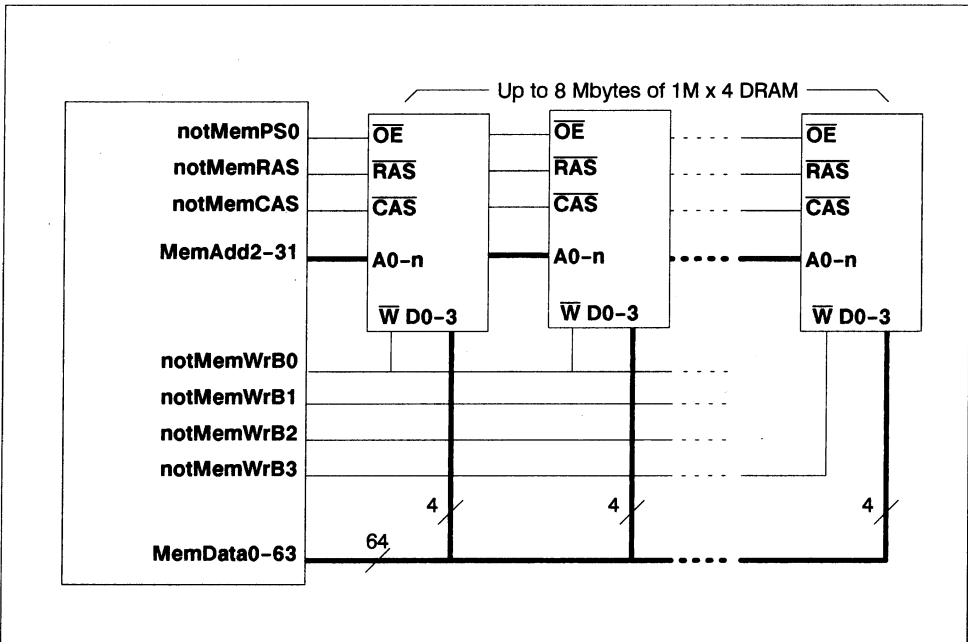 Up to 8 Mbytes of 1M x 4 DRAM
notMemPS0 OE OE OE
notMemRAS RAS RAS RAS
notMemCAS CAS CAS CAS
MemAdd2-31 A0-n A0-n A0-n
W D0-3 W D0-3 W D0-3
notMemWrB0
notMemWrB1
notMemWrB2
notMemWrB3
4 4 4
64
MemData0-63